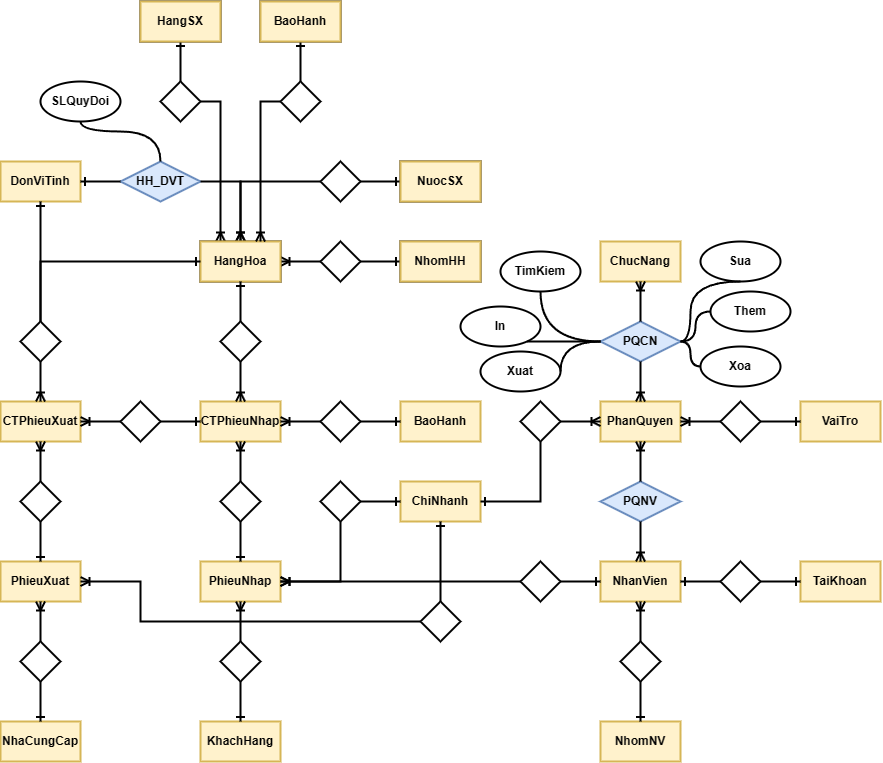 HangSX
BaoHanh
SLQuyDoi
DonViTinh
HH_DVT
NuocSX
HangHoa
NhomHH
ChucNang
Sua
TimKiem
Them
In
PQCN
Xuat
Xoa
CTPhieuXuat
CTPhieuNhap
BaoHanh
PhanQuyen
VaiTro
ChiNhanh
PQNV
PhieuXuat
PhieuNhap
NhanVien
TaiKhoan
NhaCungCap
KhachHang
NhomNV